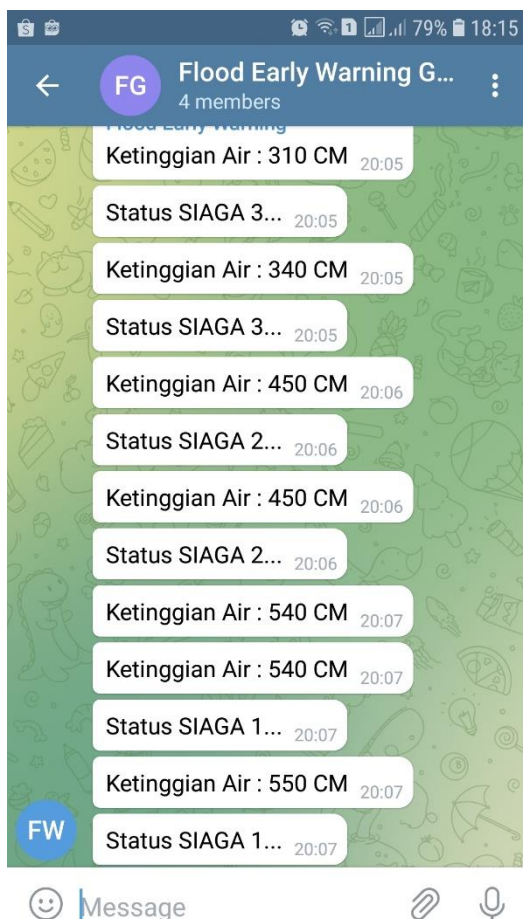 1 79% 18:15
FG Flood Early Warning G...
4 members
Flood Early Warning
Ketinggian Air : 310 CM 20:05
Status SIAGA 3... 20:05
Ketinggian Air : 340 CM 20:05
Status SIAGA 3... 20:05
Ketinggian Air : 450 CM 20:06
Status SIAGA 2... 20:06
Ketinggian Air : 450 CM 20:06
Status SIAGA 2... 20:06
Ketinggian Air : 540 CM 20:07
Ketinggian Air : 540 CM 20:07
Status SIAGA 1... 20:07
Ketinggian Air : 550 CM 20:07
FW Status SIAGA 1... 20:07
Message